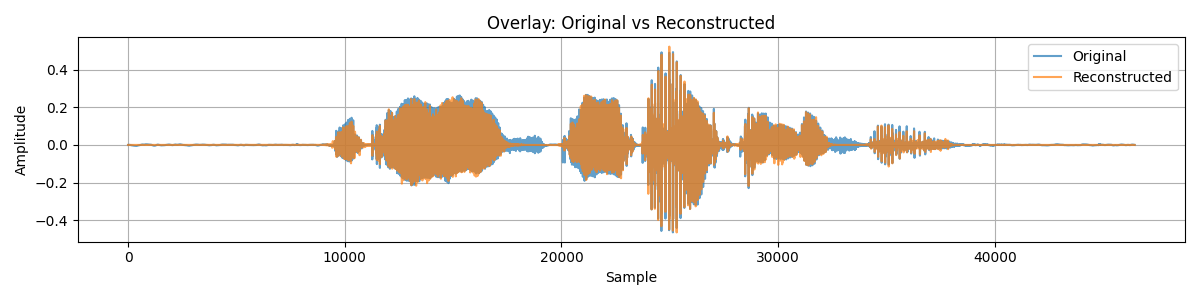 Overlay: Original vs Reconstructed
Original
Reconstructed
Amplitude
0.4
0.2
0.0
−0.2
−0.4
0 10000 20000 30000 40000
Sample